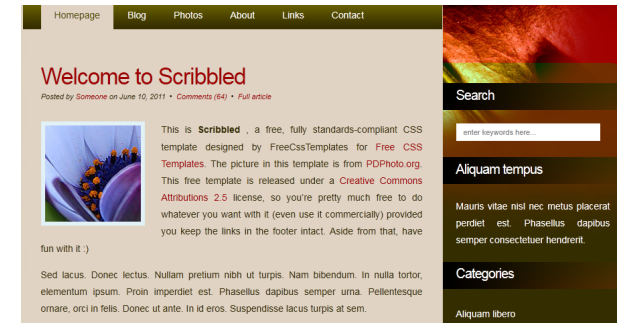 Homepage Blog Photos About Links Contact
Welcome to Scribbled
Posted by Someone on June 10, 2011 • Comments (64) • Full article
This is Scribbled , a free, fully standards-compliant CSS
template designed by FreeCssTemplates for Free CSS
Templates. The picture in this template is from PDPhoto.org.
This free template is released under a Creative Commons
Attributions 2.5 license, so you're pretty much free to do
whatever you want with it (even use it commercially) provided
you keep the links in the footer intact. Aside from that, have
fun with it :)
Sed lacus. Donec lectus. Nullam pretium nibh ut turpis. Nam bibendum. In nulla tortor,
elementum ipsum. Proin imperdiet est. Phasellus dapibus semper urna. Pellentesque
ornare, orci in felis. Donec ut ante. In id eros. Suspendisse lacus turpis at sem.
Search
enter keywords here...
Aliquam tempus
Mauris vitae nisl nec metus placerat
perdiet est. Phasellus dapibus
semper consectetuer hendrerit.
Categories
Aliquam libero